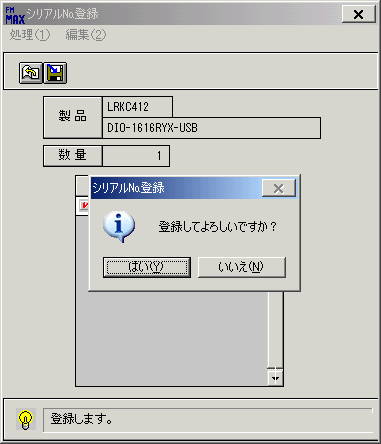 FM MAX シリアルNo.登録
処理(1) 編集(2)
製品 LRKC412
DIO-1616RYX-USB
数量 1
シリアルNo.登録
登録してよろしいですか？
はい(Y) いいえ(N)
登録します。